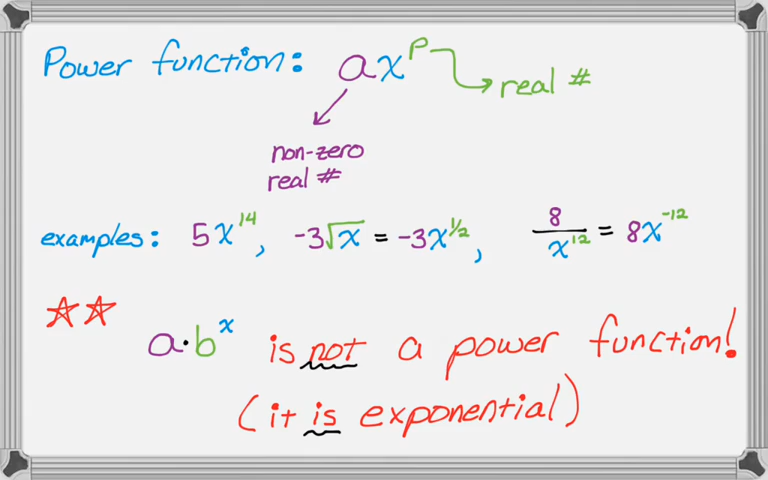 Power function: ax^p → real #
non-zero
real #
examples: 5x^14, -3√x = -3x^1/2, 8/x^12 = 8x^-12
☆☆ a·b^x is not a power function!
(it is exponential)